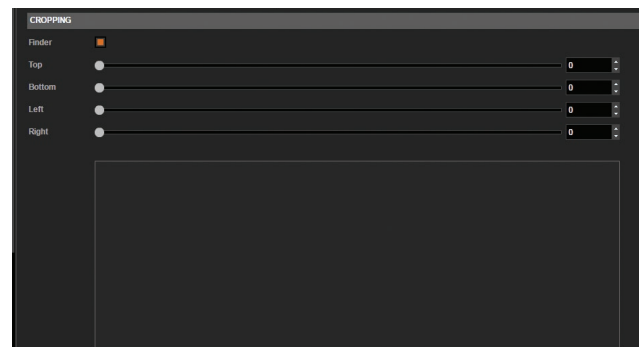 CROPPING
Finder
Top 0
Bottom 0
Left 0
Right 0